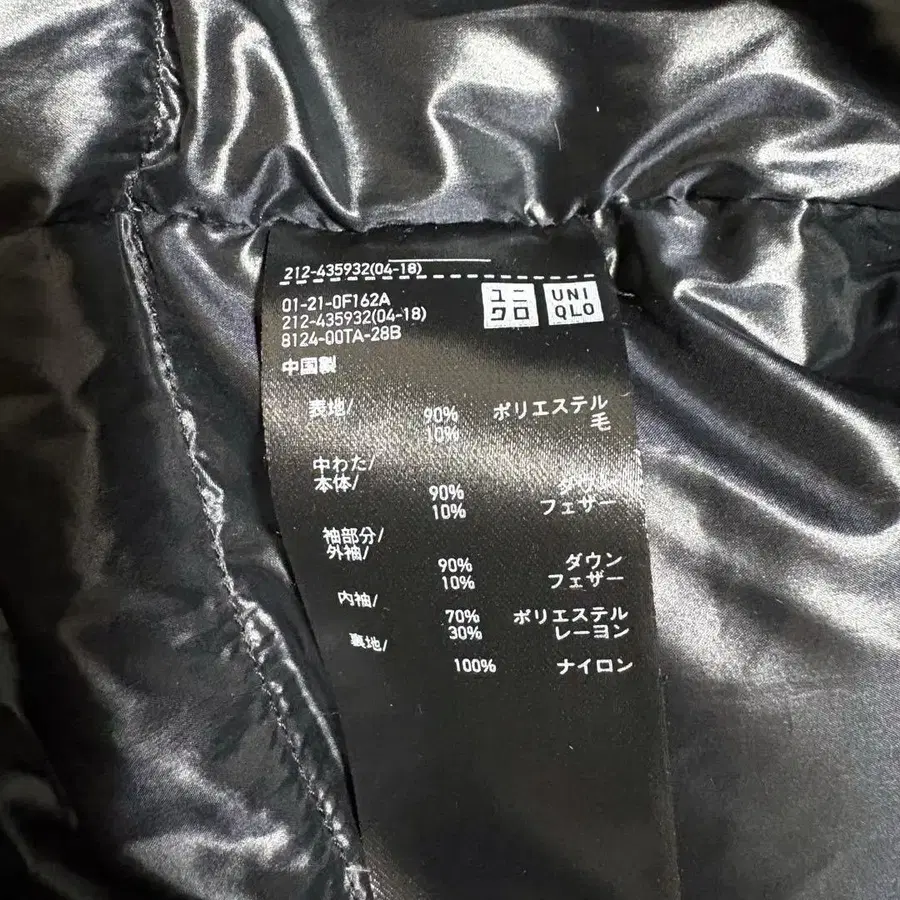 212-435932(04-18)
ユニクロ
UNIQLO
01-21-0F162A
212-435932(04-18)
8124-00TA-28B
中国製
表地/ 90% ポリエステル
10% 毛
中わた/
本体/ 90% ダウン
10% フェザー
袖部分/
外袖/ 90% ダウン
10% フェザー
内袖/ 70% ポリエステル
30% レーヨン
裏地/ 100% ナイロン